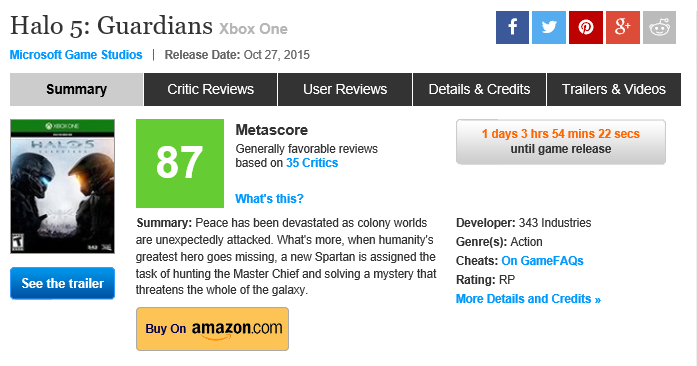 Halo 5: Guardians Xbox One
Microsoft Game Studios | Release Date: Oct 27, 2015
Summary
Critic Reviews
User Reviews
Details & Credits
Trailers & Videos
XBOX ONE
HALO 5
GUARDIANS
343
87
Metascore
Generally favorable reviews
based on 35 Critics
What's this?
1 days 3 hrs 54 mins 22 secs
until game release
Summary: Peace has been devastated as colony worlds
are unexpectedly attacked. What's more, when humanity's
greatest hero goes missing, a new Spartan is assigned the
task of hunting the Master Chief and solving a mystery that
threatens the whole of the galaxy.
Developer: 343 Industries
Genre(s): Action
Cheats: On GameFAQs
Rating: RP
More Details and Credits »
See the trailer
Buy On amazon.com